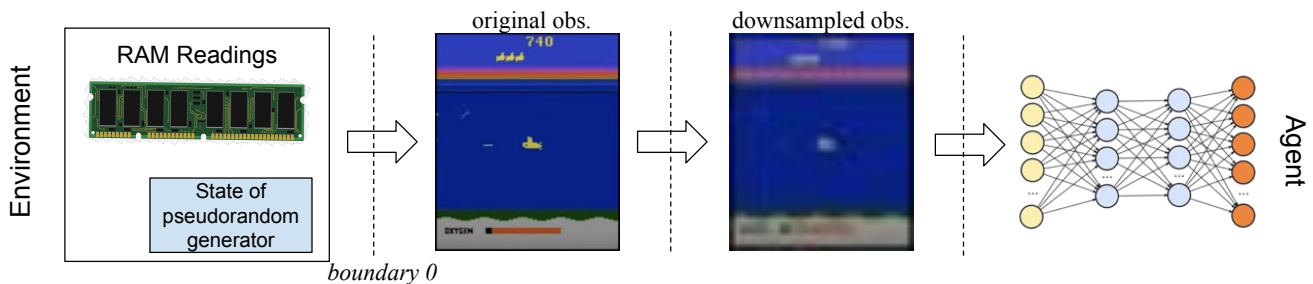 Environment
RAM Readings
State of
pseudorandom
generator
boundary 0
original obs.
740
OXYGEN
downsampled obs.
...
...
...
...
Agent